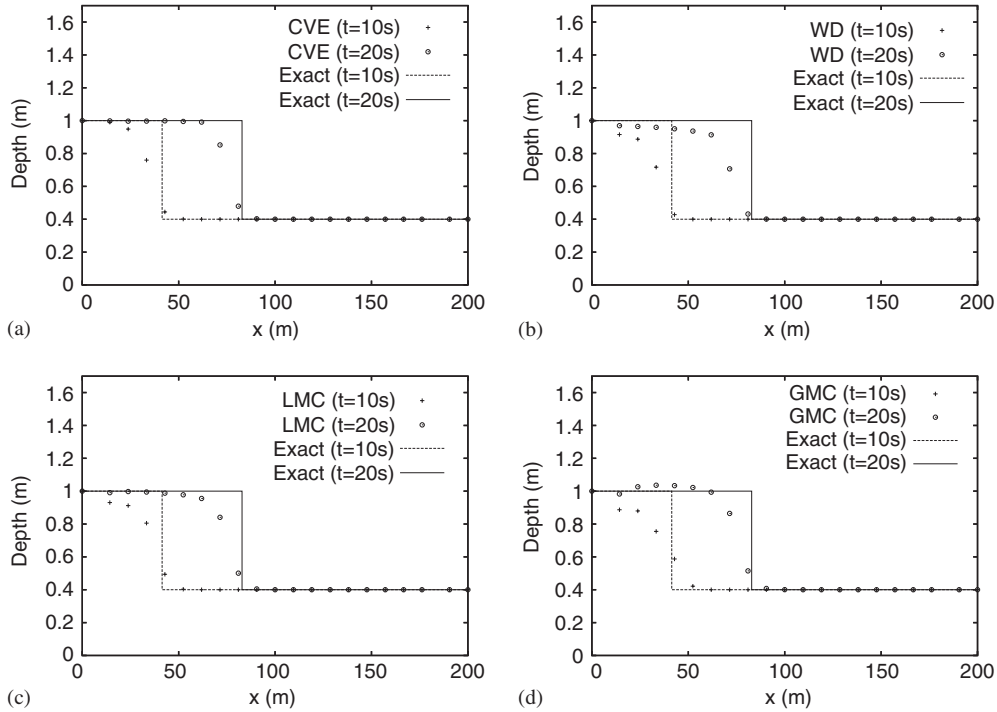 CVE (t=10s)
CVE (t=20s)
Exact (t=10s)
Exact (t=20s)
1.6
1.4
1.2
1
0.8
0.6
0.4
0.2
0
Depth (m)
0 50 100 150 200
x (m)
(a)
WD (t=10s)
WD (t=20s)
Exact (t=10s)
Exact (t=20s)
1.6
1.4
1.2
1
0.8
0.6
0.4
0.2
0
Depth (m)
0 50 100 150 200
x (m)
(b)
LMC (t=10s)
LMC (t=20s)
Exact (t=10s)
Exact (t=20s)
1.6
1.4
1.2
1
0.8
0.6
0.4
0.2
0
Depth (m)
0 50 100 150 200
x (m)
(c)
GMC (t=10s)
GMC (t=20s)
Exact (t=10s)
Exact (t=20s)
1.6
1.4
1.2
1
0.8
0.6
0.4
0.2
0
Depth (m)
0 50 100 150 200
x (m)
(d)